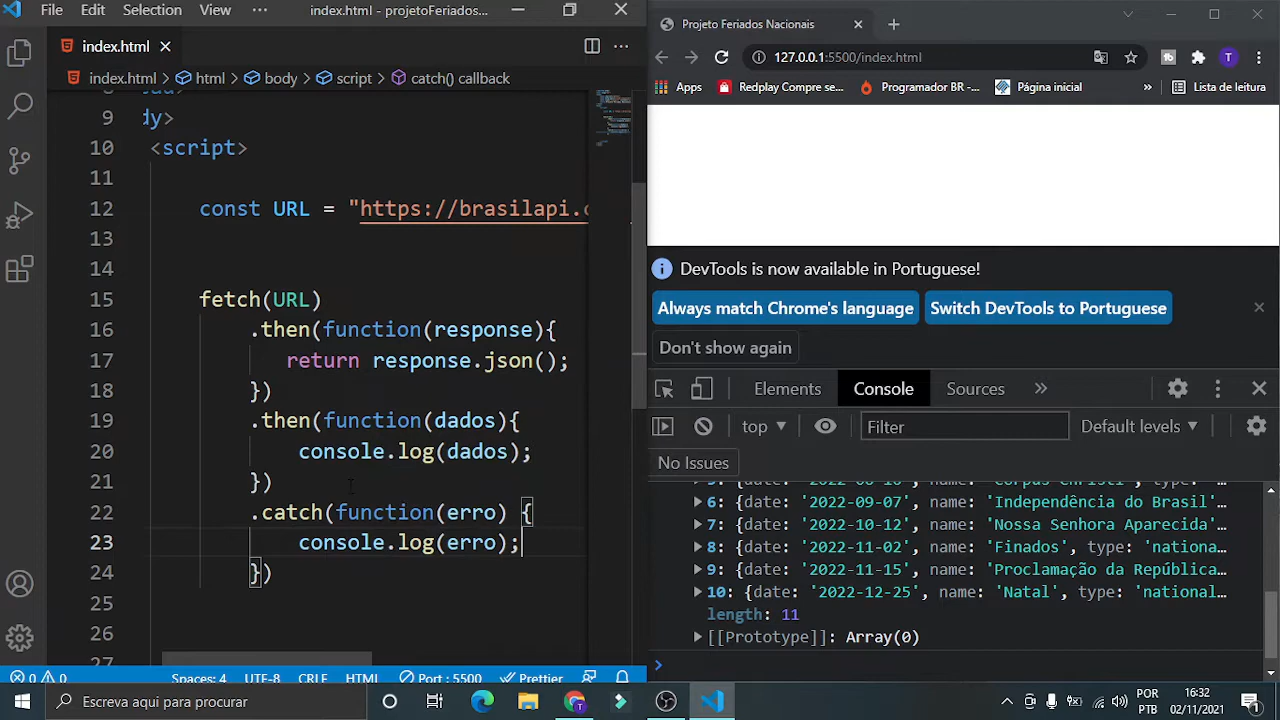 File Edit Selection View ··· index.html - projetoFeriados...
index.html
index.html > html > body > script > catch() callback
9 dy>
10 <script>
11
12 const URL = "https://brasilapi.
13
14
15 fetch(URL)
16 .then(function(response){
17 return response.json();
18 })
19 .then(function(dados){
20 console.log(dados);
21 })
22 .catch(function(erro) {
23 console.log(erro);
24 })
25
26
27
0 0 Spaces: 4 UTF-8 CRLF HTML Port : 5500 Prettier
Projeto Feriados Nacionais
127.0.0.1:5500/index.html
Apps Redplay Compre se... Programador BR - ... Página inicial » Lista de leitura
DevTools is now available in Portuguese!
Always match Chrome's language Switch DevTools to Portuguese
Don't show again
Elements Console Sources »
top Filter Default levels
No Issues
6: {date: '2022-09-07', name: 'Independência do Brasil'
7: {date: '2022-10-12', name: 'Nossa Senhora Aparecida'
8: {date: '2022-11-02', name: 'Finados', type: 'nationa…
9: {date: '2022-11-15', name: 'Proclamação da República…
10: {date: '2022-12-25', name: 'Natal', type: 'national…
length: 11
[[Prototype]]: Array(0)
>
Escreva aqui para procurar
POR
PTB
16:32
02/11/2021
1